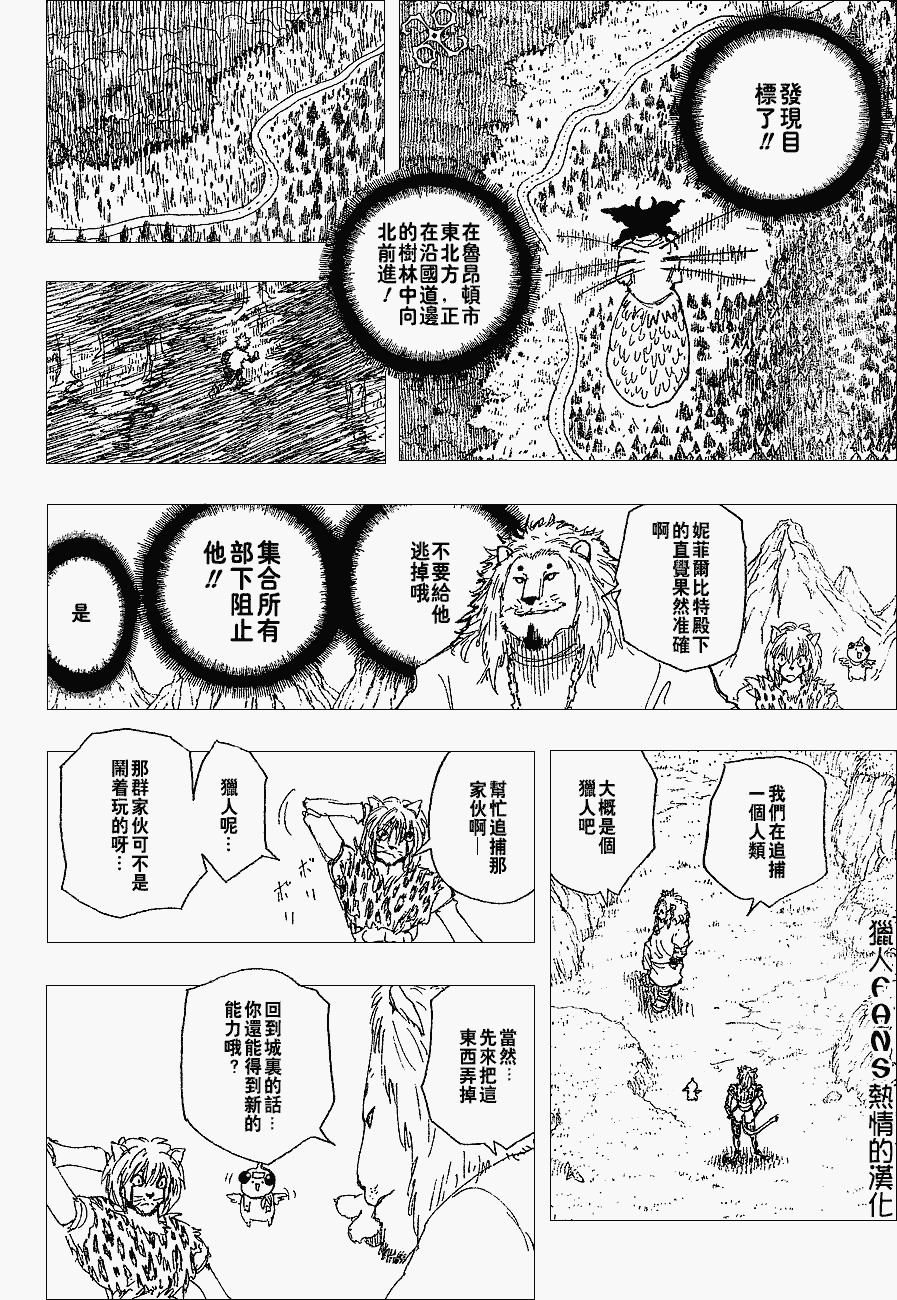 發現目
標了!!
在魯昂頓市
東北方，正
在沿國道邊
的樹林中向
北前進！
妮菲爾比特殿下
的直覺果然准確
啊
不要給他
逃掉哦
集合所有
部下阻止
他!!
是
我們在追捕
一個人類
大概是個
獵人吧
幫忙追捕那
家伙啊—
ボボ
リリ
獵人呢…
那群家伙可不是
鬧着玩的呀…
當然…
先來把這
東西弄掉
回到城裏的話…
你還能得到新的
能力哦？
獵人FANS熱情的漢化